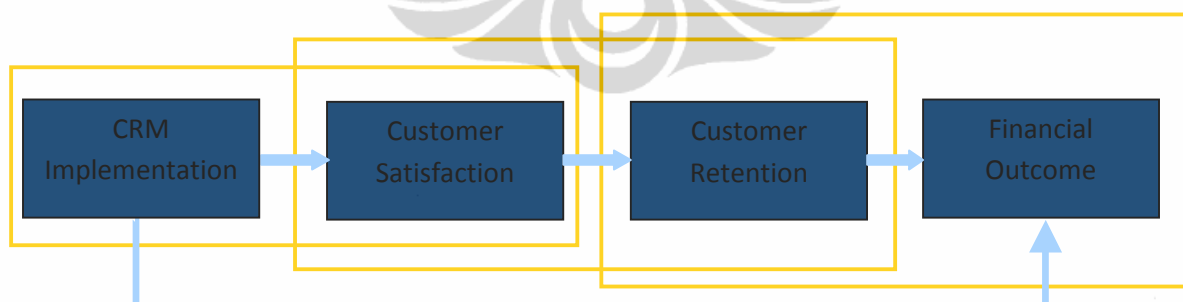 CRM
Implementation
Customer
Satisfaction
Customer
Retention
Financial
Outcome